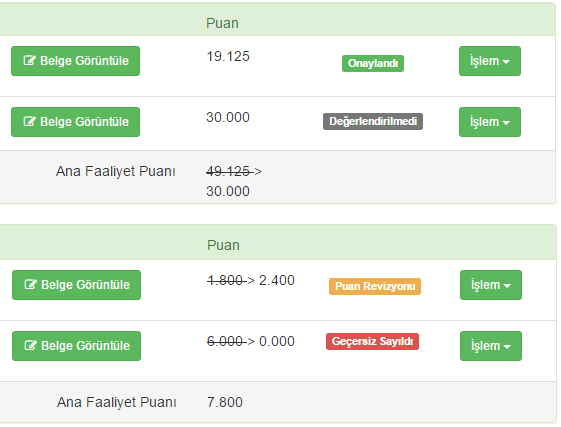 Puan
Belge Görüntüle 19.125 Onaylandı İşlem
Belge Görüntüle 30.000 Değerlendirilmedi İşlem
Ana Faaliyet Puanı 49.125 ->
30.000
Puan
Belge Görüntüle 1.800 -> 2.400 Puan Revizyonu İşlem
Belge Görüntüle 6.000 -> 0.000 Geçersiz Sayıldı İşlem
Ana Faaliyet Puanı 7.800